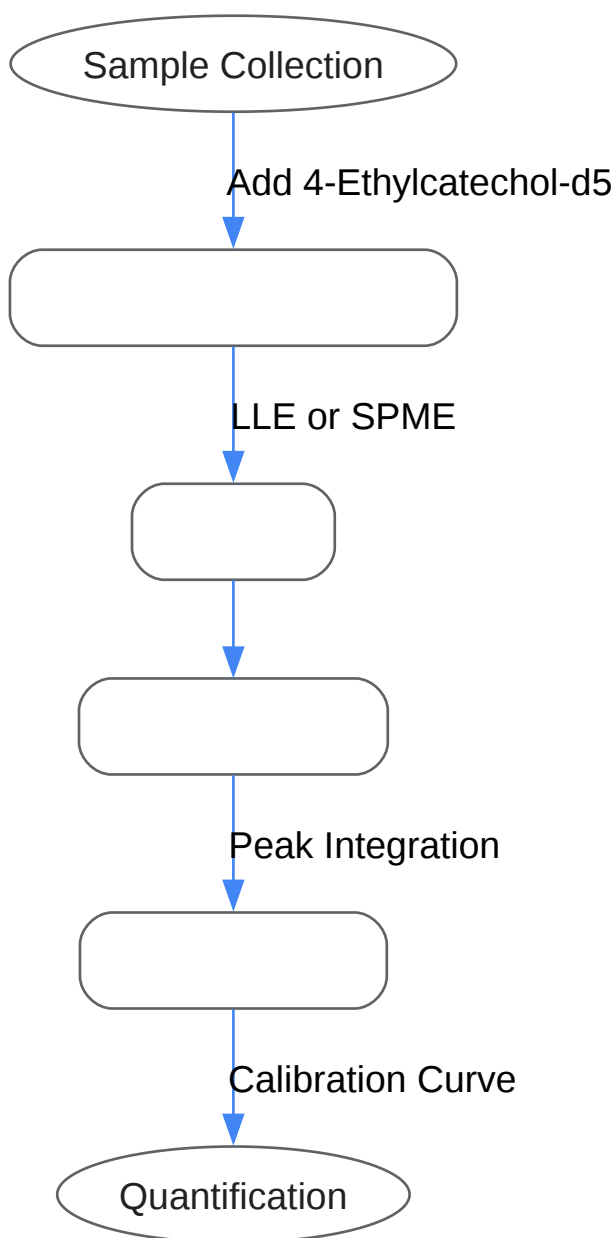 Sample Collection
Add 4-Ethylcatechol-d5
LLE or SPME
Peak Integration
Calibration Curve
Quantification